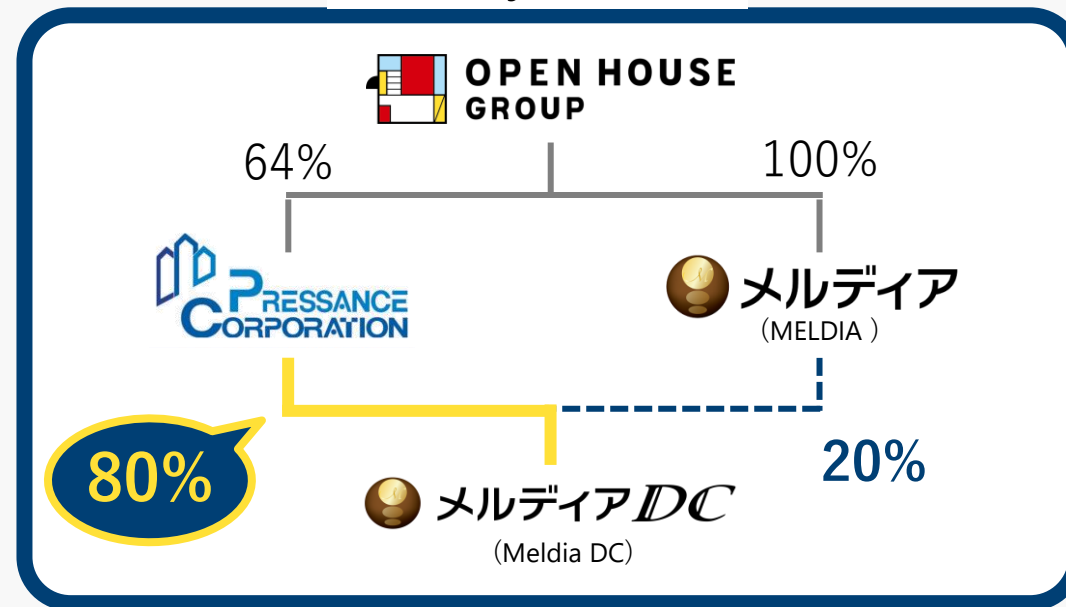 OPEN HOUSE
GROUP
64%
100%
PRESSANCE
CORPORATION
メルディア
（MELDIA ）
80%
20%
メルディアDC
（Meldia DC）